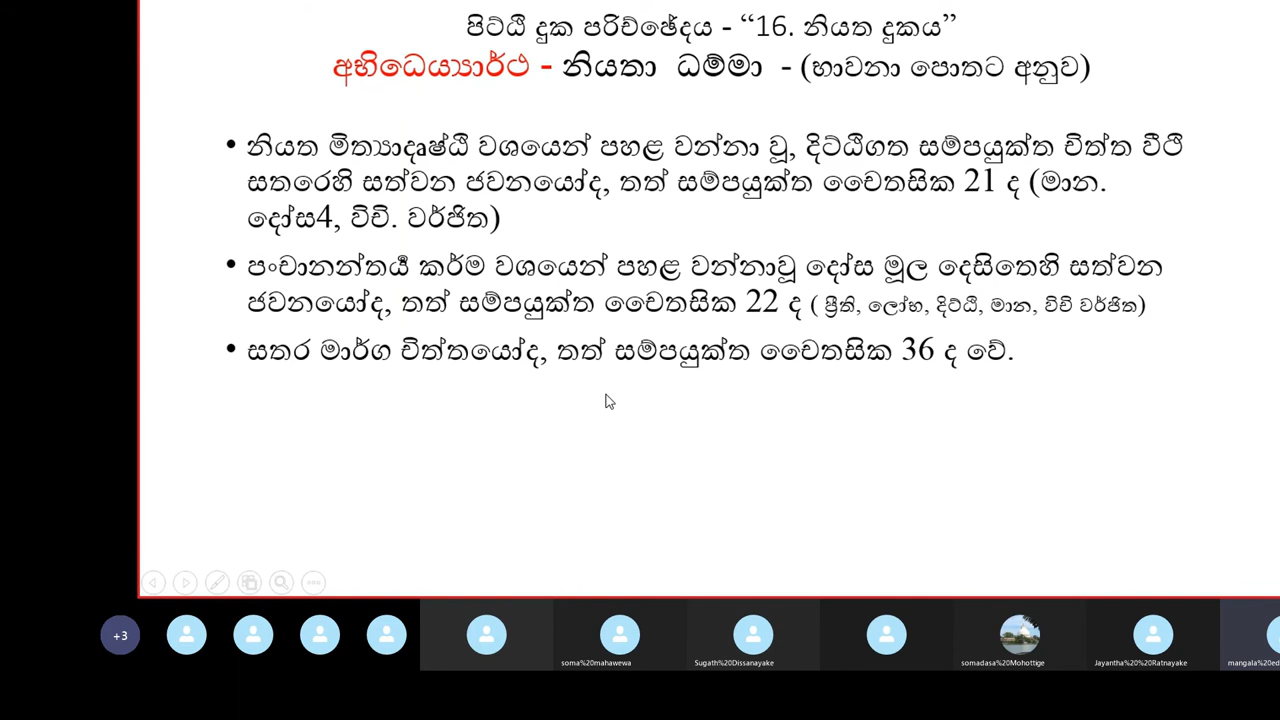 පිට්ඨි දුක පරිච්ඡේදය - “16. නියත දුකය”
අභිධෙය්‍යාර්ථ - නියතා ධම්මා - (භාවනා පොතට අනුව)
• නියත මිත්‍යාදෘෂ්ඨි වශයෙන් පහළ වන්නා වූ, දිට්ඨිගත සම්පයුක්ත චිත්ත වීථි
සතරෙහි සත්වන ජවනයෝද, තත් සම්පයුක්ත චෛතසික 21 ද (මාන.
දෝස4, විචි. වර්ජිත)
• පංචානන්තර්‍ය කර්ම වශයෙන් පහළ වන්නාවූ දෝස මූල දෙසිතෙහි සත්වන
ජවනයෝද, තත් සම්පයුක්ත චෛතසික 22 ද ( ප්‍රීති, ලෝභ, දිට්ඨි, මාන, විචි වර්ජිත)
• සතර මාර්ග චිත්තයෝද, තත් සම්පයුක්ත චෛතසික 36 ද වේ.
+3
soma%20mahawewa
Sugath%20Dissanayake
somadasa%20Mohottige
Jayantha%20%20Ratnayake
mangala%20ed